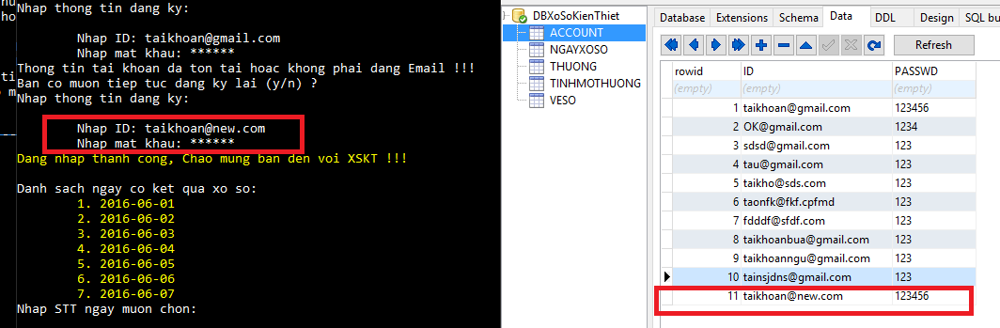 Nhap thong tin dang ky:
Nhap ID: taikhoan@gmail.com
Nhap mat khau: ******
Thong tin tai khoan da ton tai hoac khong phai dang Email !!!
Ban co muon tiep tuc dang ky lai (y/n) ?
Nhap thong tin dang ky:
Nhap ID: taikhoan@new.com
Nhap mat khau: ******
Dang nhap thanh cong, Chao mung ban den voi XSKT !!!
Danh sach ngay co ket qua xo so:
1. 2016-06-01
2. 2016-06-02
3. 2016-06-03
4. 2016-06-04
5. 2016-06-05
6. 2016-06-06
7. 2016-06-07
Nhap STT ngay muon chon:
DBXoSoKienThiet
ACCOUNT
NGAYXOSO
THUONG
TINHMOTHUONG
VESO
Database Extensions Schema Data DDL Design SQL bu
Refresh
rowid ID PASSWD
(empty) (empty) (empty)
1 taikhoan@gmail.com 123456
2 OK@gmail.com 1234
3 sdsd@gmail.com 123
4 tau@gmail.com 123
5 taikho@sds.com 123
6 taonfk@fkf.cpfmd 123
7 fdddf@sfdf.com 123
8 taikhoanbua@gmail.com 123
9 taikhoanngu@gmail.com 123
10 tainsjdns@gmail.com 123
11 taikhoan@new.com 123456